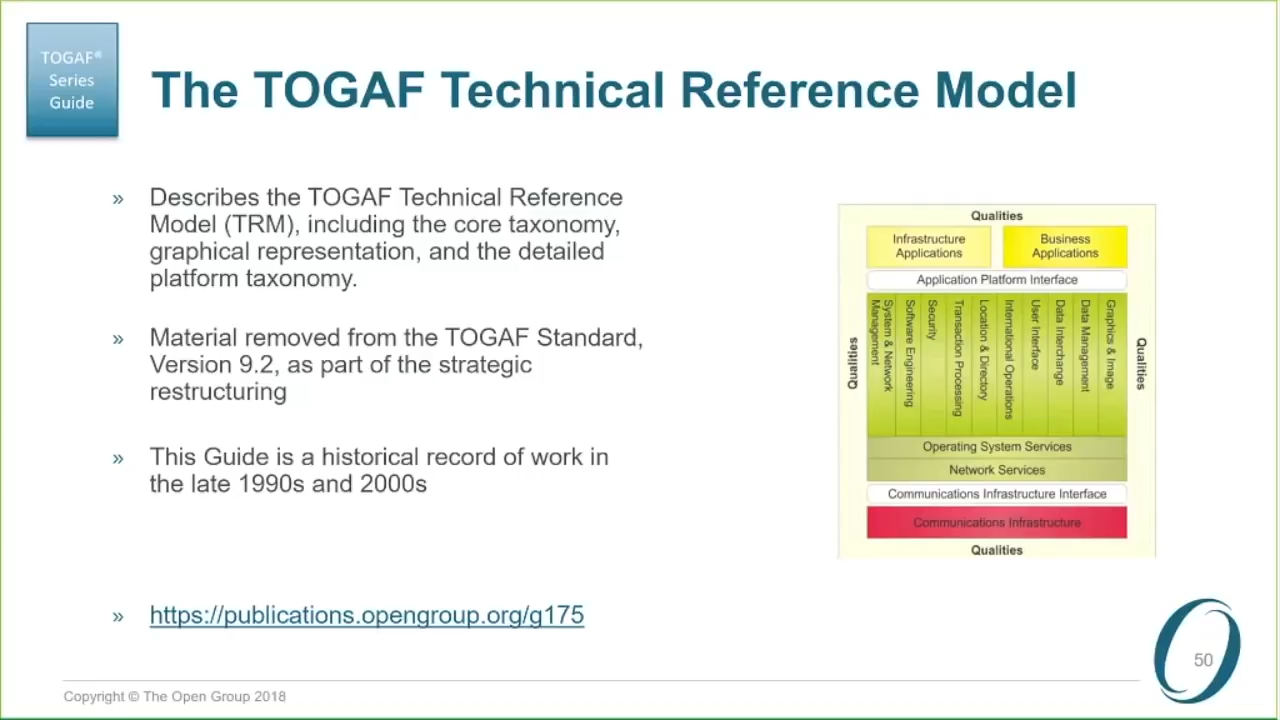 TOGAF®
Series
Guide
The TOGAF Technical Reference Model
» Describes the TOGAF Technical Reference
Model (TRM), including the core taxonomy,
graphical representation, and the detailed
platform taxonomy.
» Material removed from the TOGAF Standard,
Version 9.2, as part of the strategic
restructuring
» This Guide is a historical record of work in
the late 1990s and 2000s
» https://publications.opengroup.org/g175
Qualities
Infrastructure
Applications
Business
Applications
Application Platform Interface
Qualities
System & Network
Management
Software Engineering
Security
Transaction Processing
Location & Directory
International Operations
User Interface
Data Interchange
Data Management
Graphics & Image
Qualities
Operating System Services
Network Services
Communications Infrastructure Interface
Communications Infrastructure
Qualities
50
Copyright © The Open Group 2018